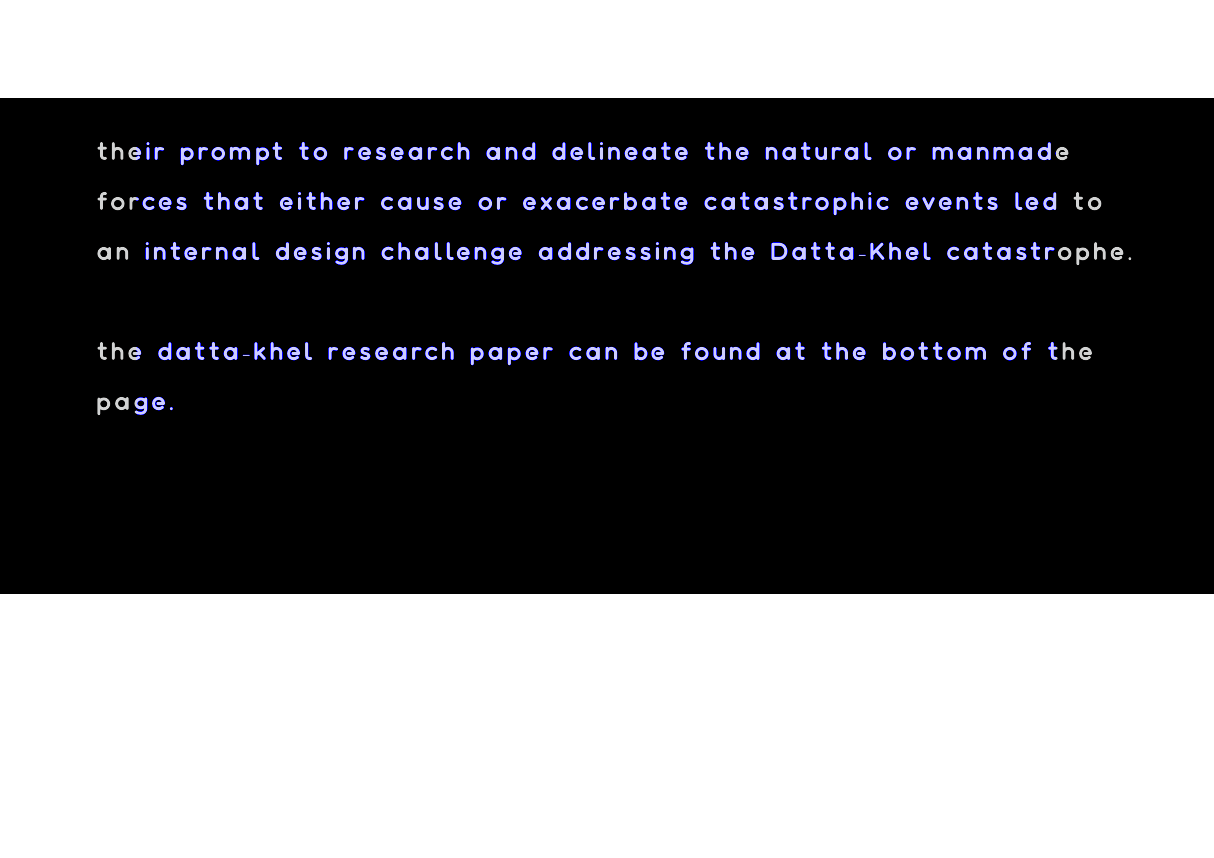 their prompt to research and delineate the natural or manmade
forces that either cause or exacerbate catastrophic events led to
an internal design challenge addressing the Datta-Khel catastrophe.
the datta-khel research paper can be found at the bottom of the
page.